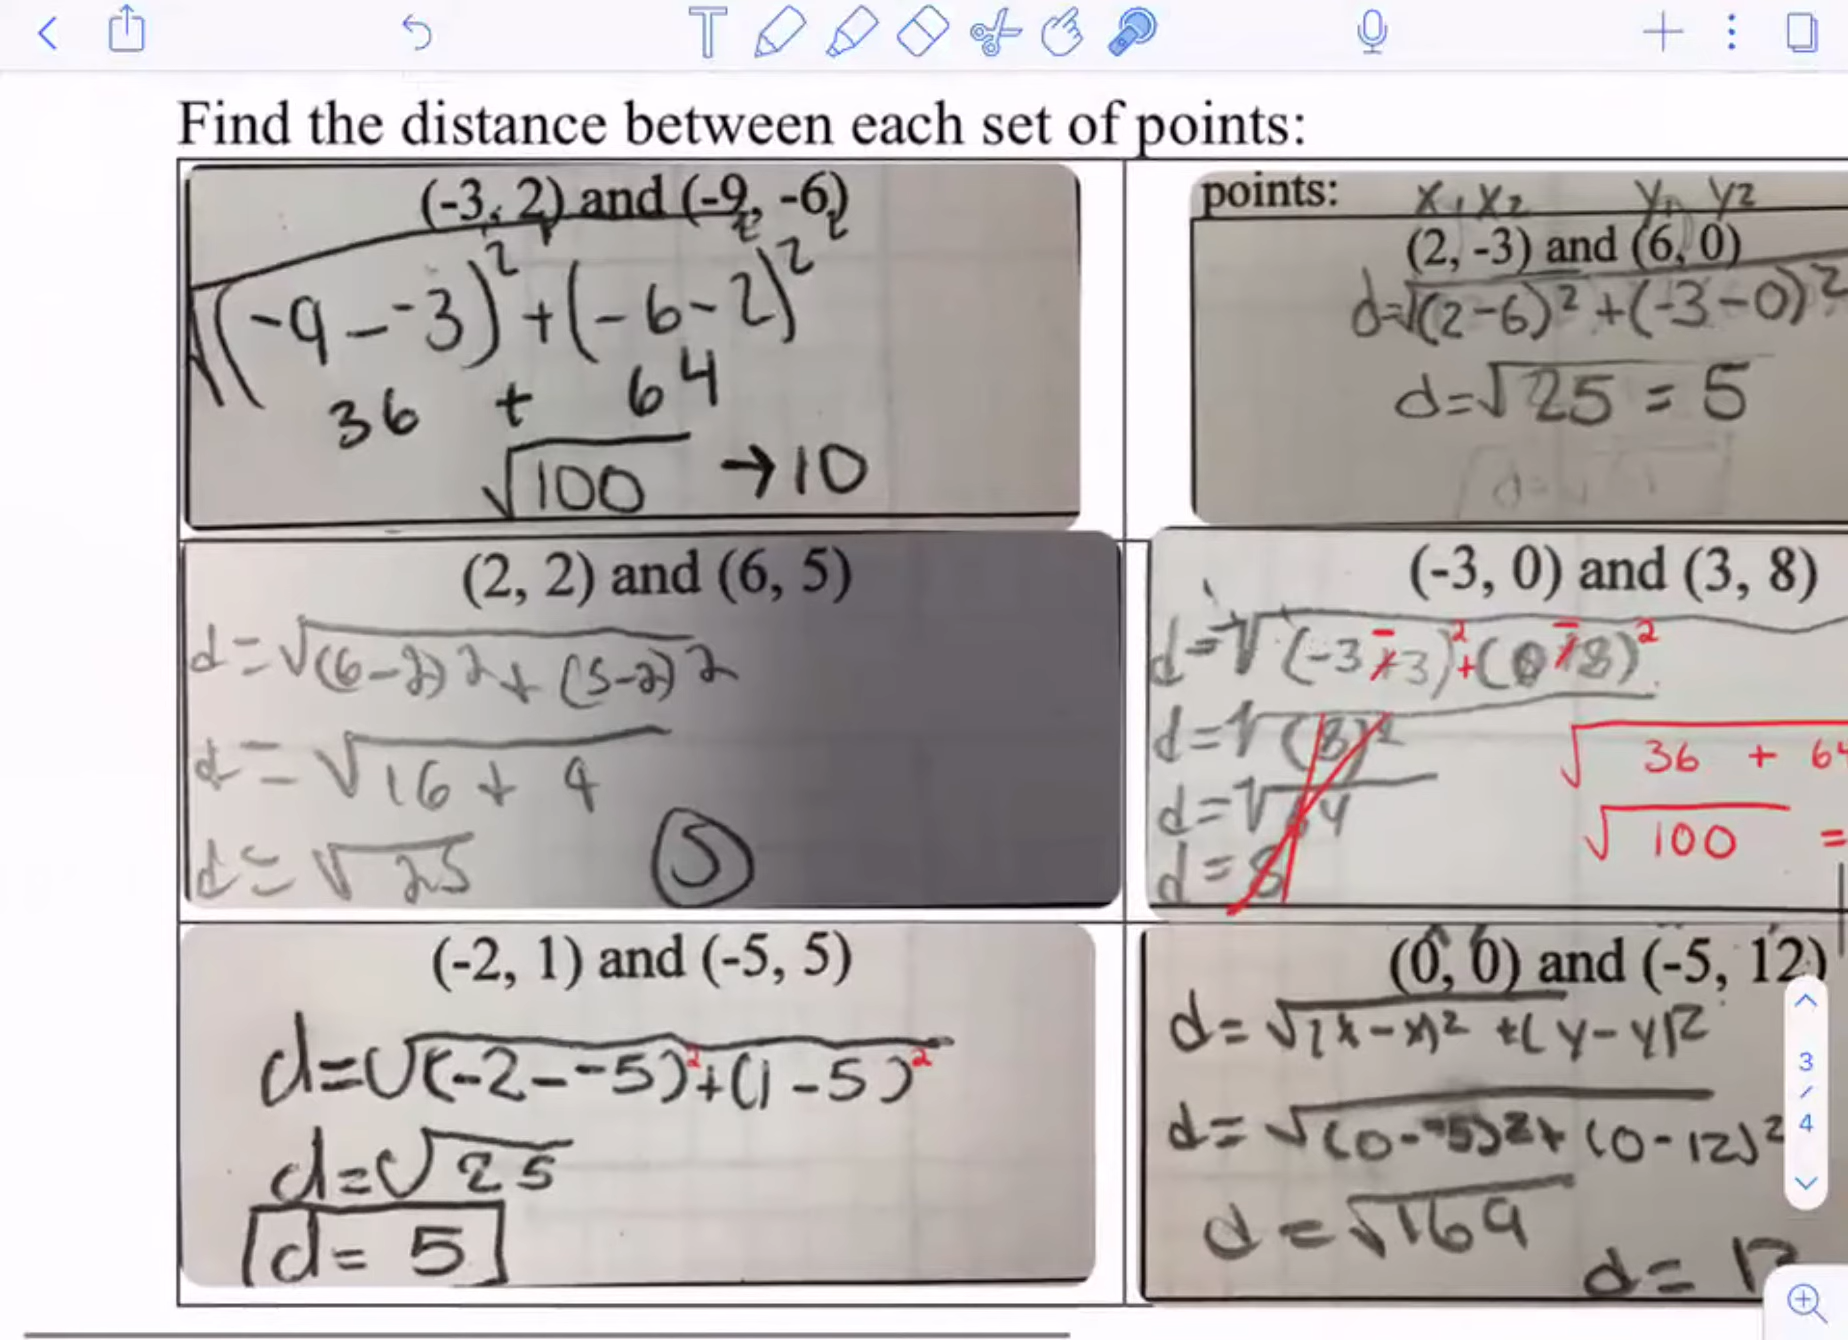 Find the distance between each set of points:
(-3, 2) and (-9, -6)
√(-9 - -3)² + (-6-2)²
36 + 64
√100 → 10
points: x₁ x₂ y₁ y₂
(2, -3) and (6, 0)
d=√(2-6)² + (-3-0)²
d=√25 = 5
(2, 2) and (6, 5)
d=√(6-2)2 + (5-2)2
d=√16 + 9
d=√25 5
(-3, 0) and (3, 8)
d=√(-3-3)²+(0-8)²
d=√(8)²
d=√64
d=8
√36 + 64
√100 =
(-2, 1) and (-5, 5)
d=√(-2--5)²+(1-5)²
d=√25
d= 5
(0, 0) and (-5, 12)
d=√(x-x)² +(y-y)2
d=√(0--5)2+ (0-12)²
d=√169
d=
3
/
4